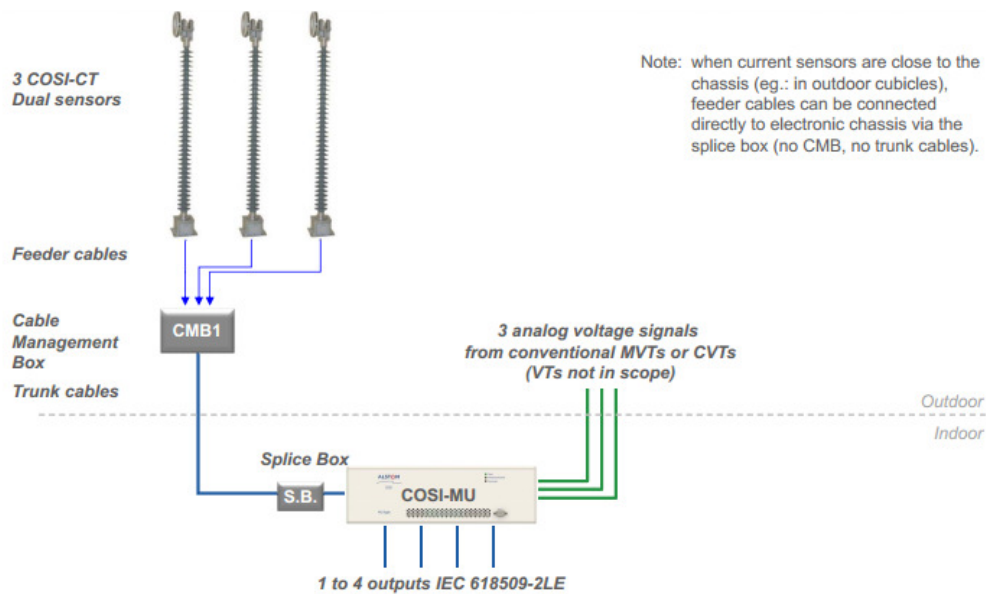 3 COSI-CT
Dual sensors
Note: when current sensors are close to the
chassis (eg.: in outdoor cubicles),
feeder cables can be connected
directly to electronic chassis via the
splice box (no CMB, no trunk cables).
Feeder cables
Cable
Management
Box
CMB1
3 analog voltage signals
from conventional MVTs or CVTs
(VTs not in scope)
Trunk cables
Outdoor
Indoor
Splice Box
S.B.
ALSTOM
COSI-MU
1 to 4 outputs IEC 618509-2LE